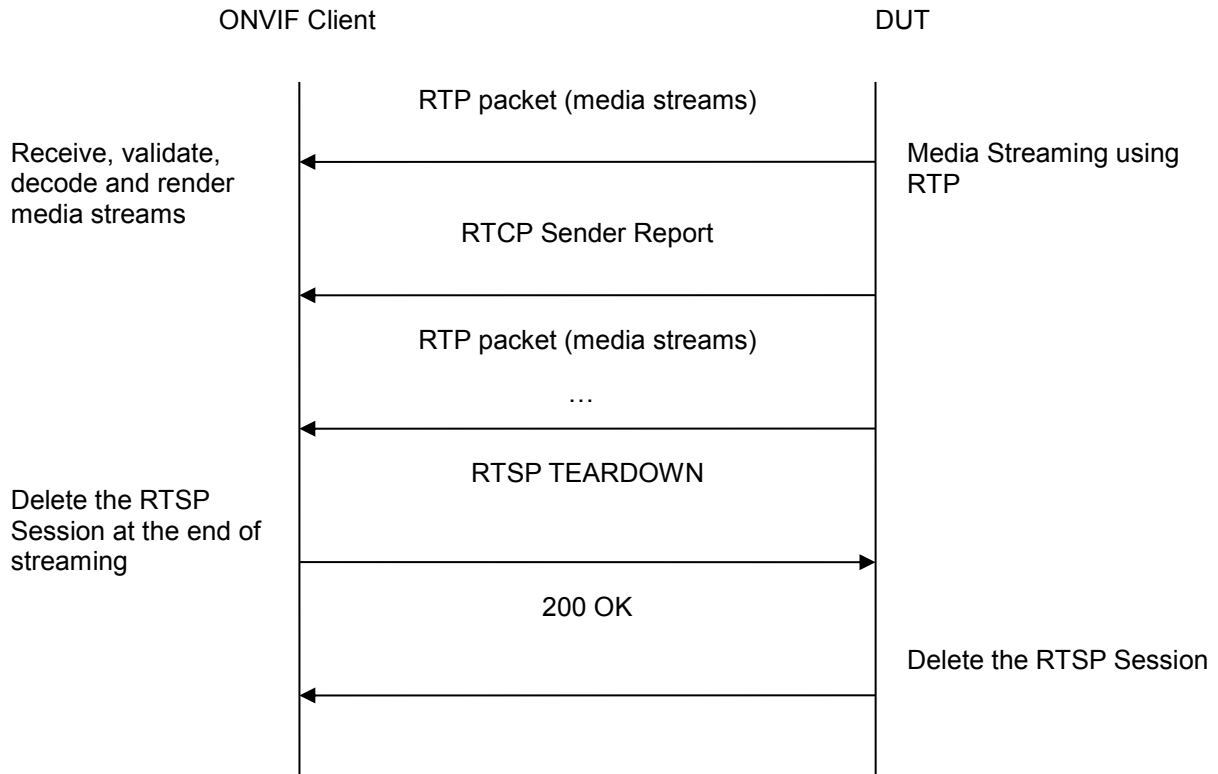 ONVIF Client
DUT
RTP packet (media streams)
Receive, validate,
decode and render
media streams
Media Streaming using
RTP
RTCP Sender Report
RTP packet (media streams)
…
RTSP TEARDOWN
Delete the RTSP
Session at the end of
streaming
200 OK
Delete the RTSP Session